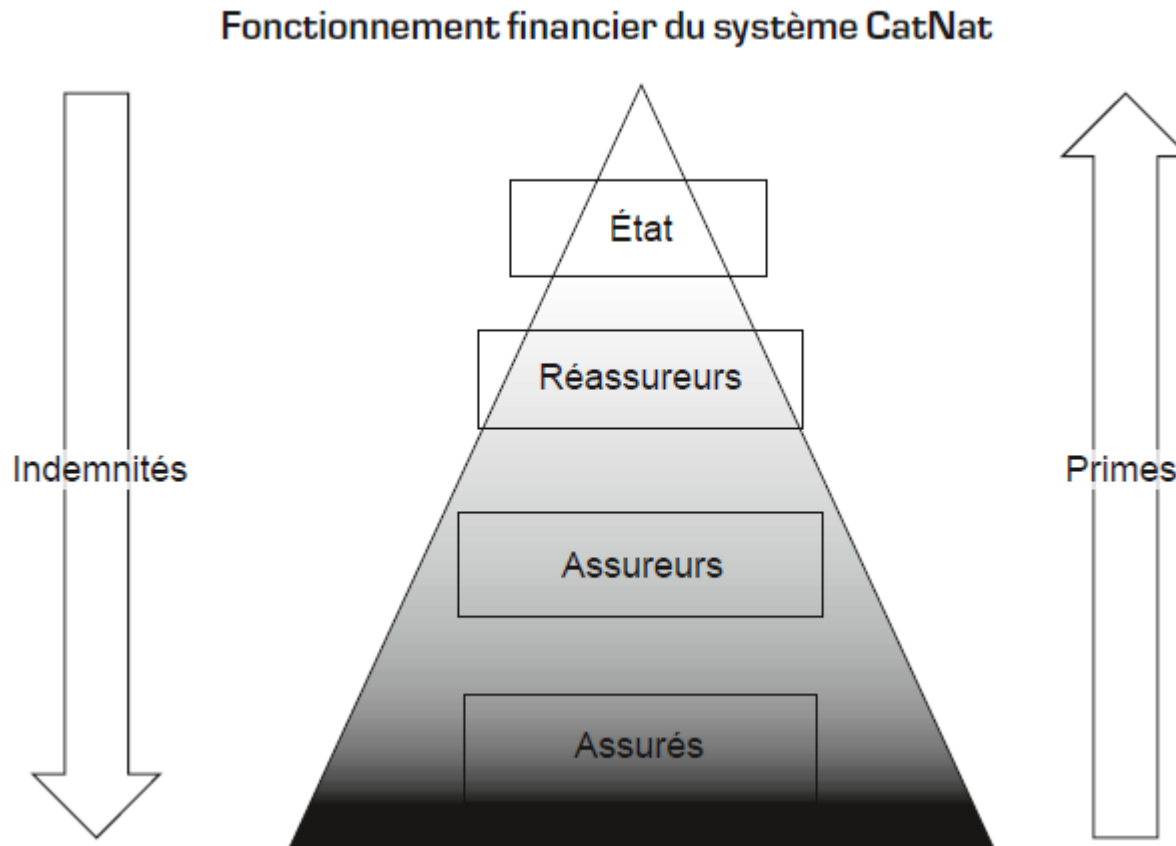 Fonctionnement financier du système CatNat
État
Réassureurs
Indemnités
Primes
Assureurs
Assurés